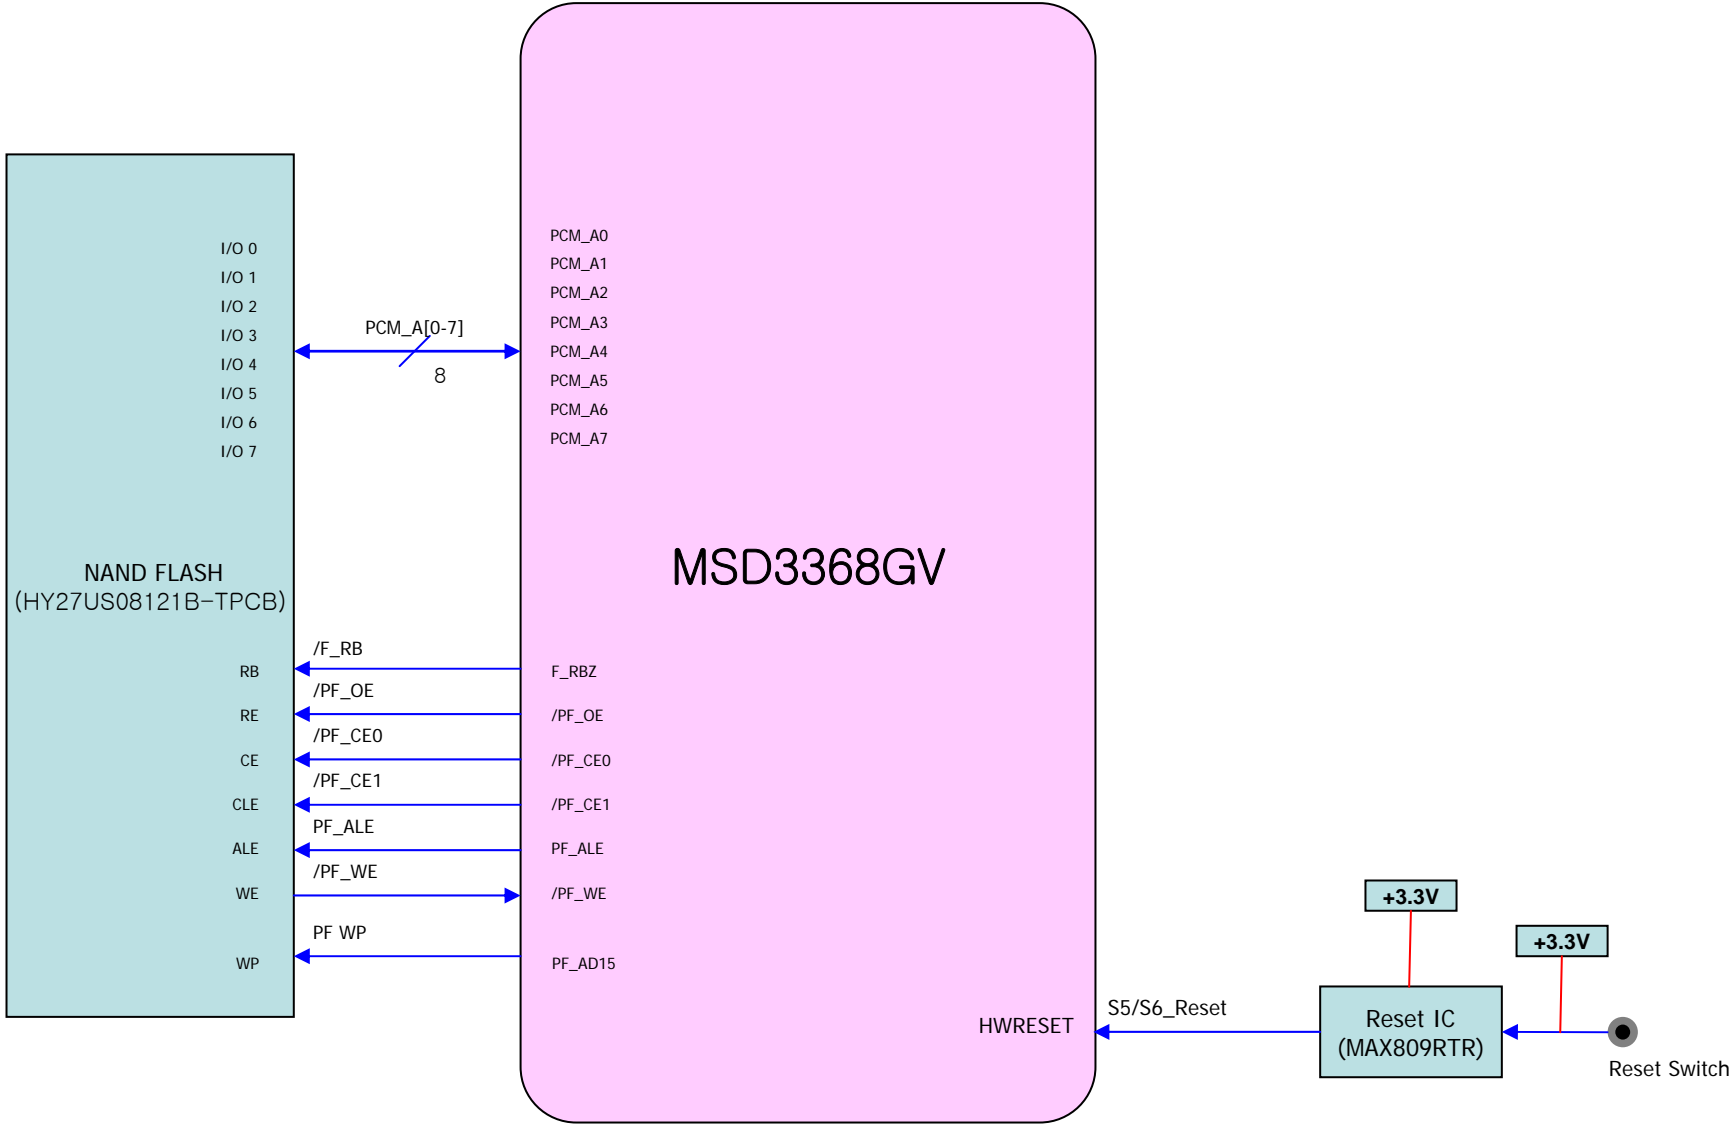 I/O 0
I/O 1
I/O 2
I/O 3
I/O 4
I/O 5
I/O 6
I/O 7
NAND FLASH
(HY27US08121B-TPCB)
RB
RE
CE
CLE
ALE
WE
WP
PCM_A[0-7]
8
/F_RB
/PF_OE
/PF_CE0
/PF_CE1
PF_ALE
/PF_WE
PF WP
PCM_A0
PCM_A1
PCM_A2
PCM_A3
PCM_A4
PCM_A5
PCM_A6
PCM_A7
MSD3368GV
F_RBZ
/PF_OE
/PF_CE0
/PF_CE1
PF_ALE
/PF_WE
PF_AD15
HWRESET
S5/S6_Reset
+3.3V
+3.3V
Reset IC
(MAX809RTR)
Reset Switch